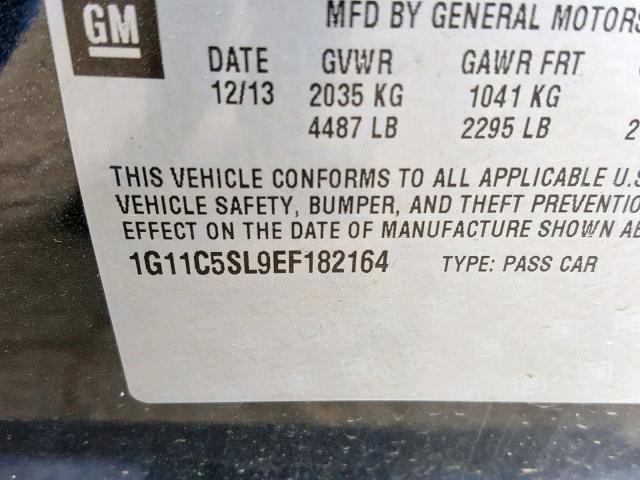 GM
MFD BY GENERAL MOTORS
DATE GVWR GAWR FRT
12/13 2035 KG 1041 KG
4487 LB 2295 LB 2
THIS VEHICLE CONFORMS TO ALL APPLICABLE U.S
VEHICLE SAFETY, BUMPER, AND THEFT PREVENTIO
EFFECT ON THE DATE OF MANUFACTURE SHOWN AB
1G11C5SL9EF182164 TYPE: PASS CAR